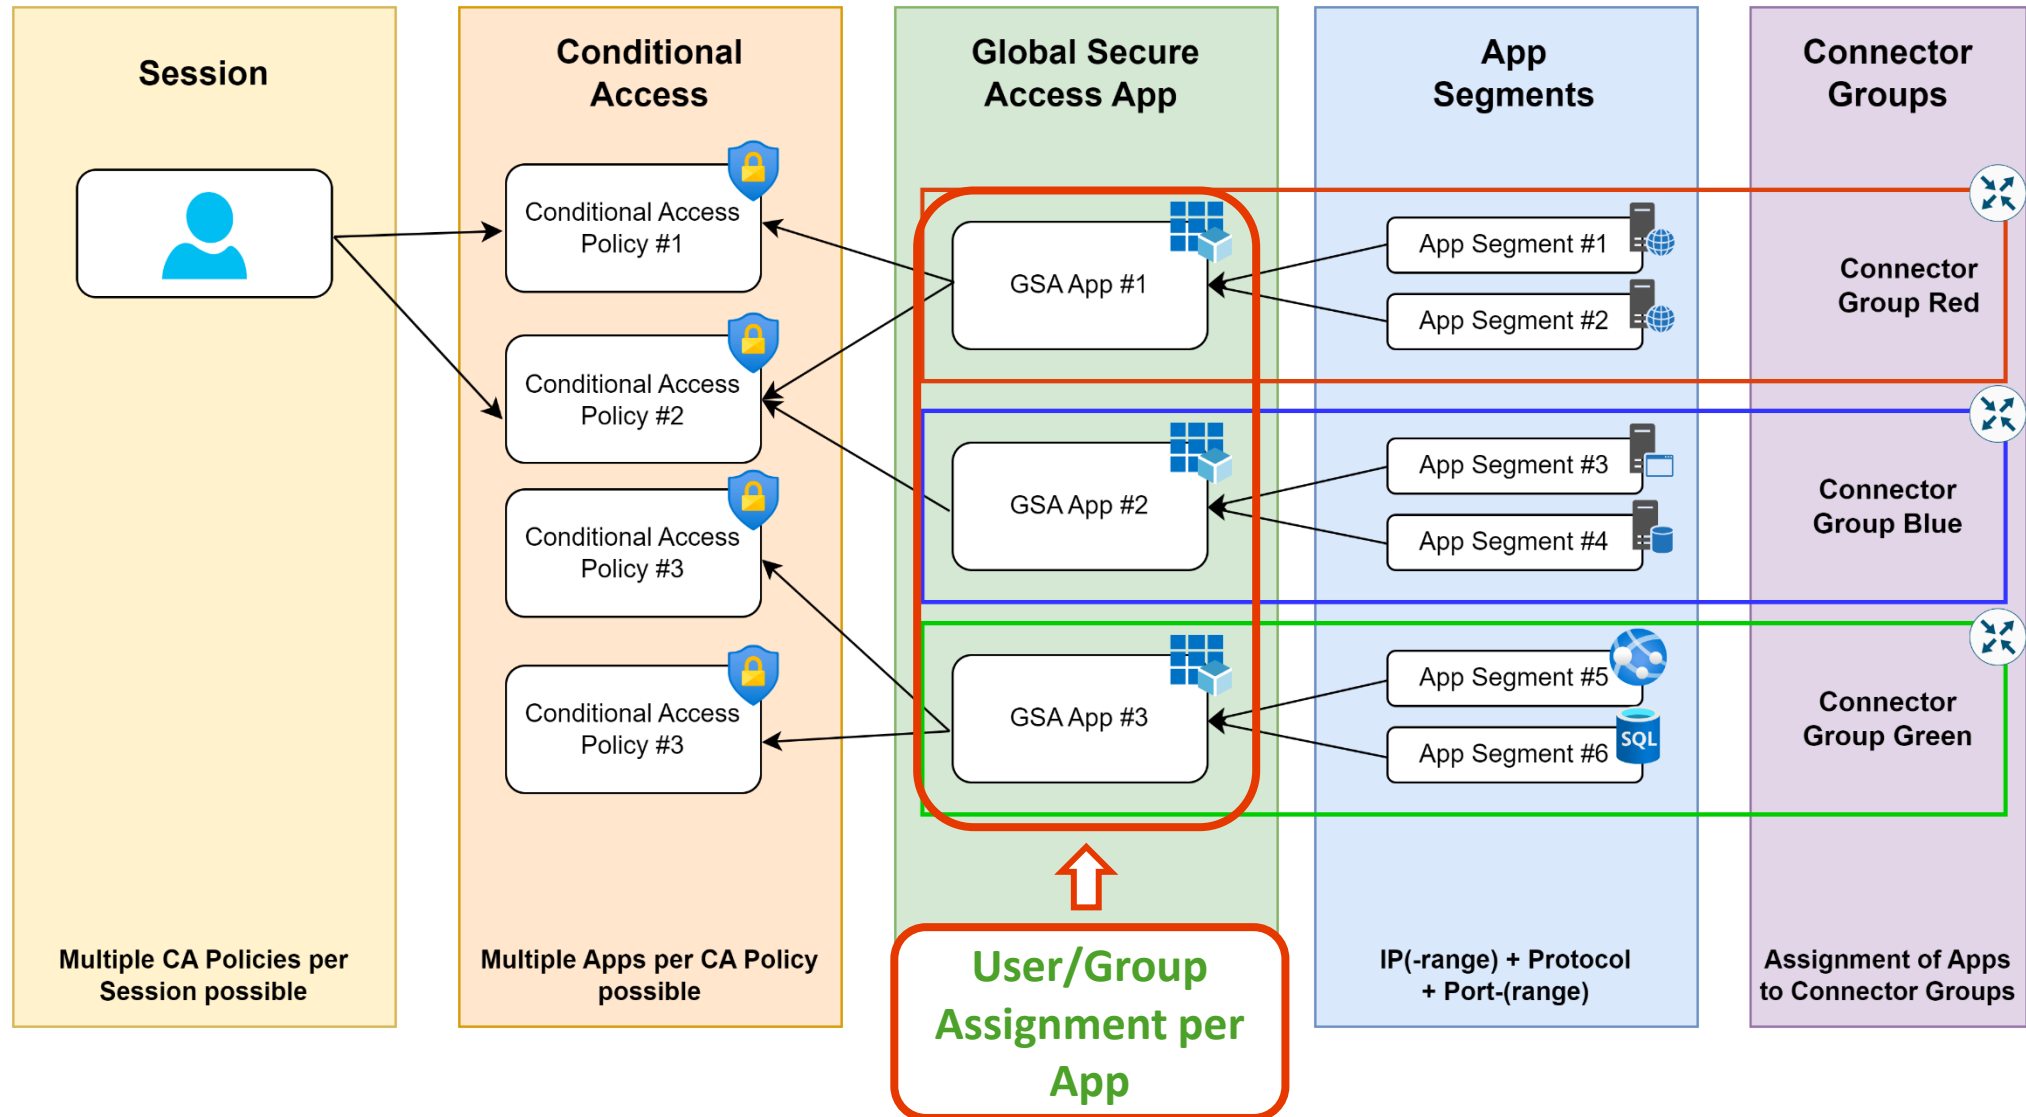 Session
Multiple CA Policies per
Session possible
Conditional
Access
Conditional Access
Policy #1
Conditional Access
Policy #2
Conditional Access
Policy #3
Conditional Access
Policy #3
Multiple Apps per CA Policy
possible
Global Secure
Access App
GSA App #1
GSA App #2
GSA App #3
User/Group
Assignment per
App
App
Segments
App Segment #1
App Segment #2
App Segment #3
App Segment #4
App Segment #5
App Segment #6
SQL
IP(-range) + Protocol
+ Port-(range)
Connector
Groups
Connector
Group Red
Connector
Group Blue
Connector
Group Green
Assignment of Apps
to Connector Groups